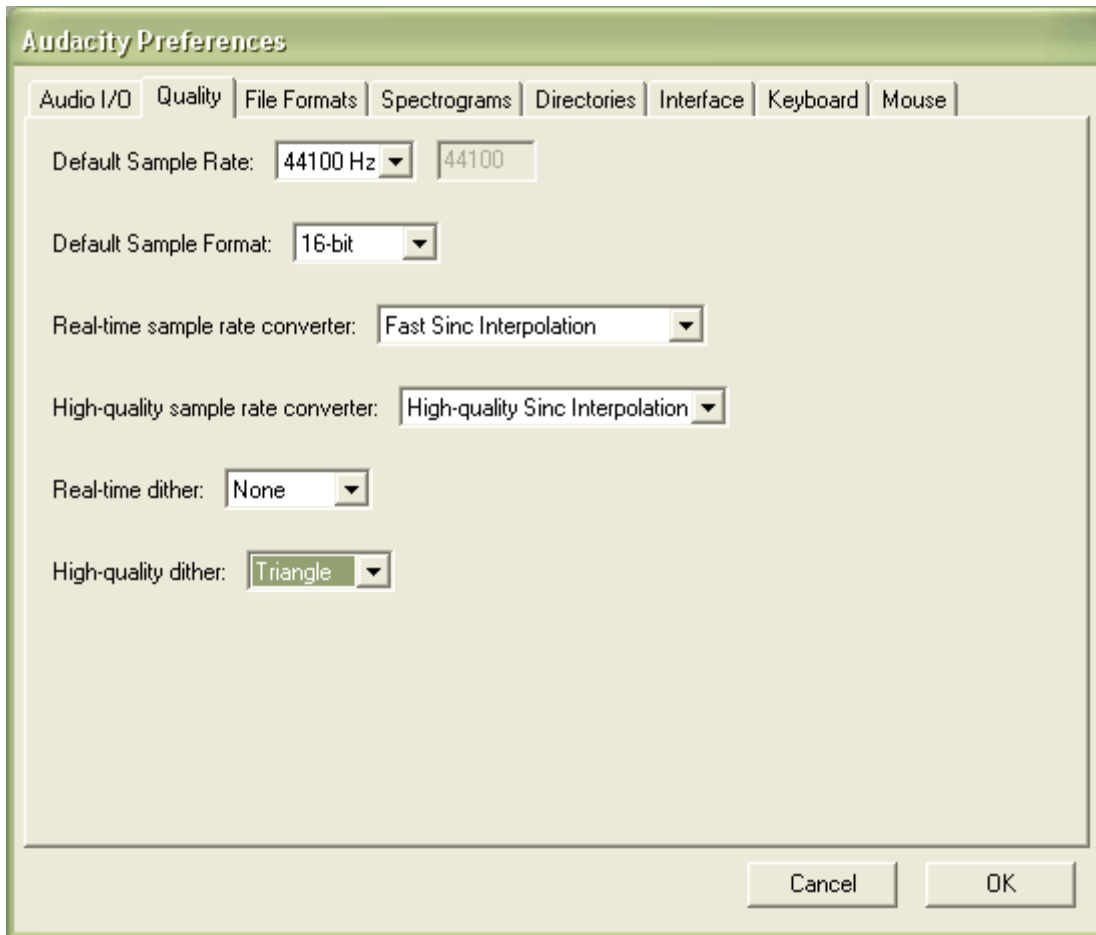 Audacity Preferences
Audio I/O Quality File Formats Spectrograms Directories Interface Keyboard Mouse
Default Sample Rate: 44100 Hz 44100
Default Sample Format: 16-bit
Real-time sample rate converter: Fast Sinc Interpolation
High-quality sample rate converter: High-quality Sinc Interpolation
Real-time dither: None
High-quality dither: Triangle
Cancel OK